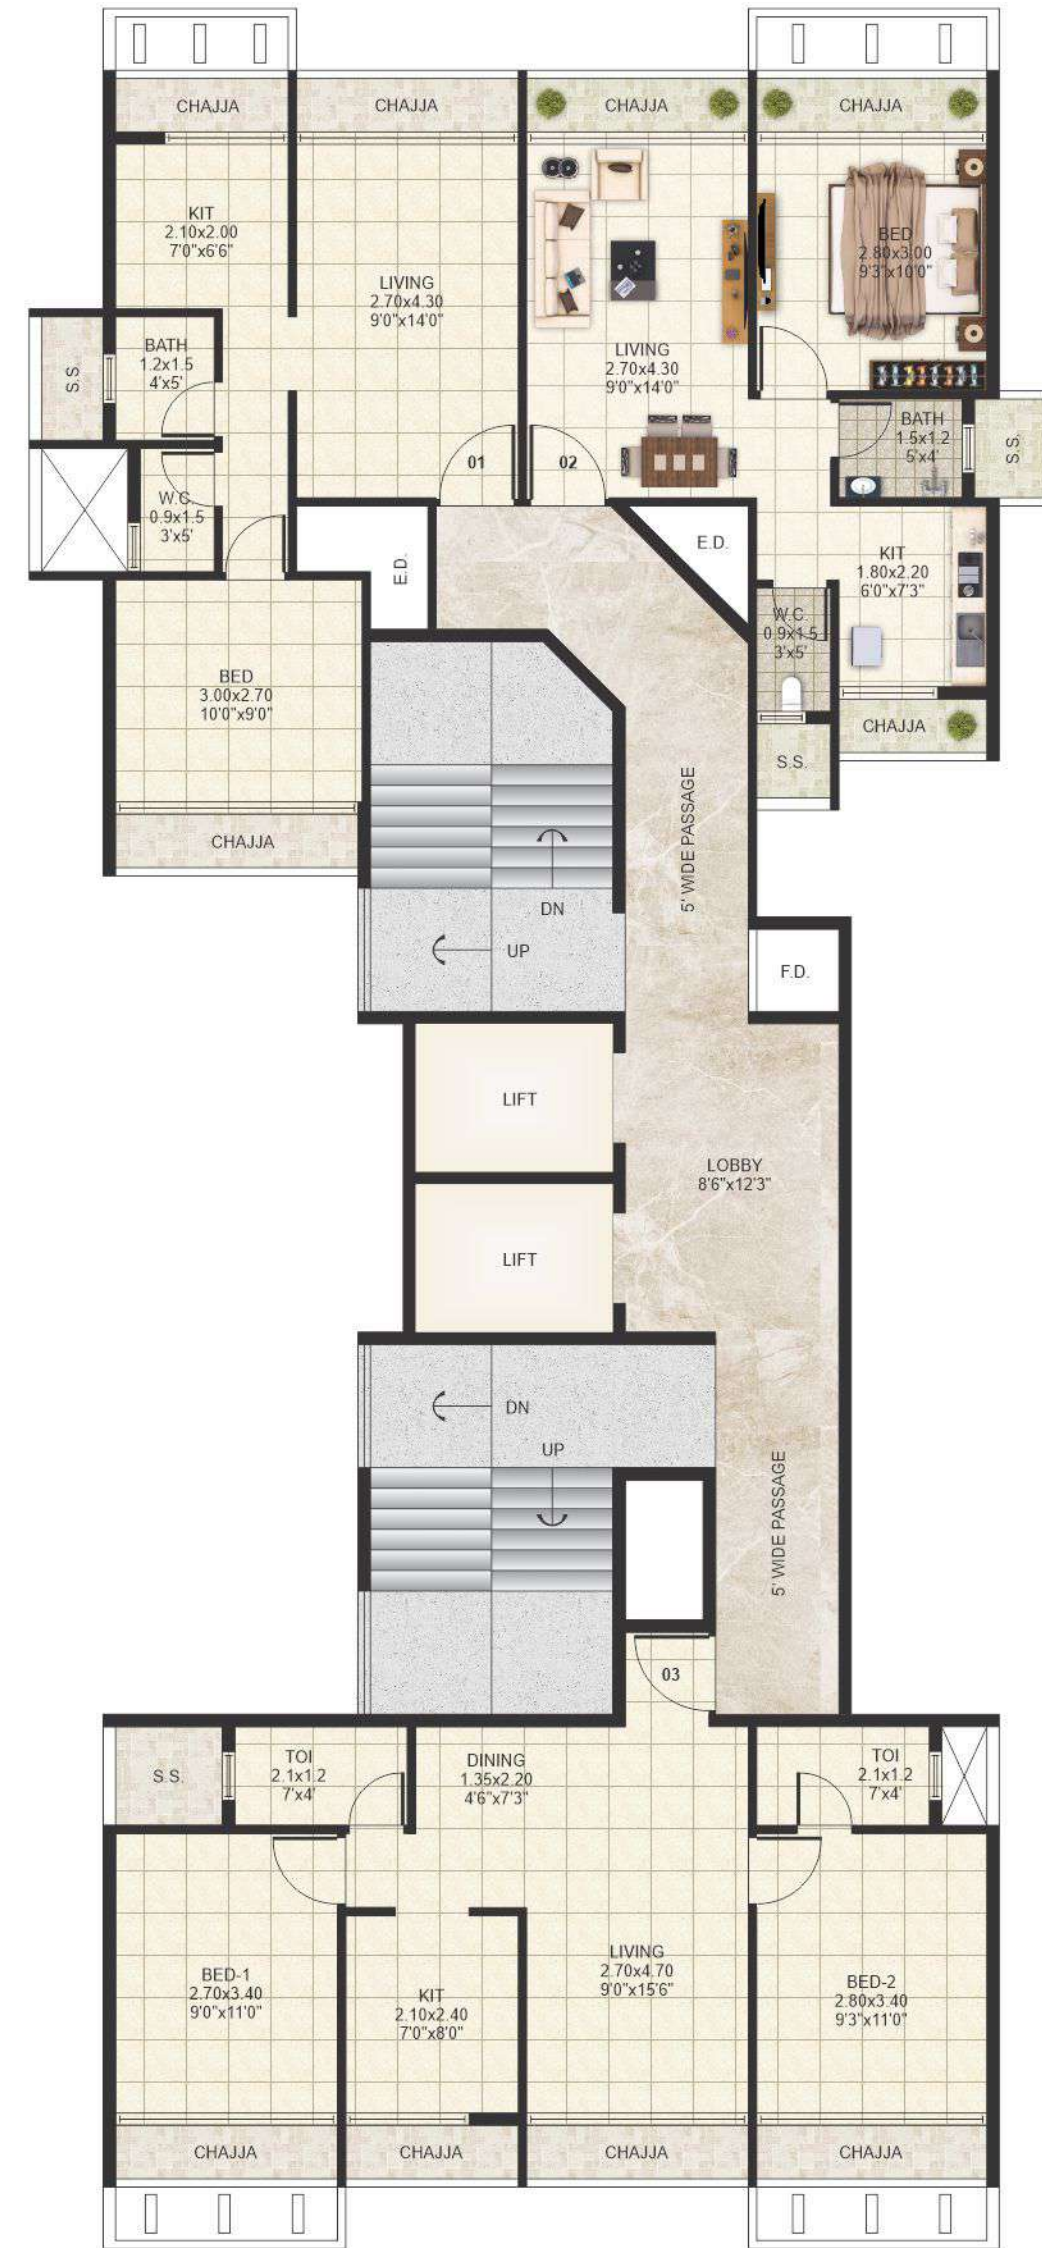 CHAJJA
CHAJJA
CHAJJA
CHAJJA
KIT
2.10x2.00
7'0"x6'6"
LIVING
2.70x4.30
9'0"x14'0"
BED
2.80x3.00
9'3"x10'0"
LIVING
2.70x4.30
9'0"x14'0"
S.S.
BATH
1.2x1.5
4'x5'
BATH
1.5x1.2
5'x4'
S.S.
01
02
W.C.
0.9x1.5
3'x5'
E.D.
E.D.
KIT
1.80x2.20
6'0"x7'3"
W.C.
0.9x1.5
3'x5'
BED
3.00x2.70
10'0"x9'0"
CHAJJA
S.S.
CHAJJA
5' WIDE PASSAGE
DN
UP
F.D.
LIFT
LOBBY
8'6"x12'3"
LIFT
DN
UP
5' WIDE PASSAGE
03
S.S.
TOI
2.1x1.2
7'x4'
DINING
1.35x2.20
4'6"x7'3"
TOI
2.1x1.2
7'x4'
BED-1
2.70x3.40
9'0"x11'0"
KIT
2.10x2.40
7'0"x8'0"
LIVING
2.70x4.70
9'0"x15'6"
BED-2
2.80x3.40
9'3"x11'0"
CHAJJA
CHAJJA
CHAJJA
CHAJJA